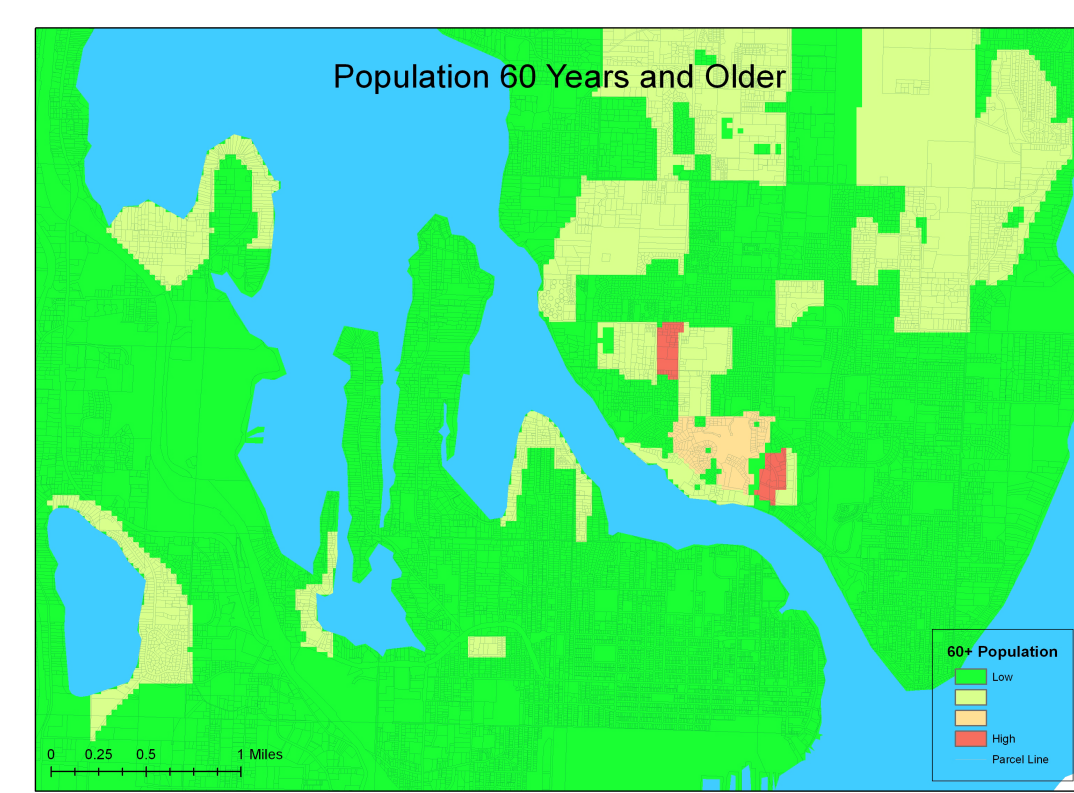 Population 60 Years and Older
60+ Population
Low
High
Parcel Line
0 0.25 0.5 1 Miles